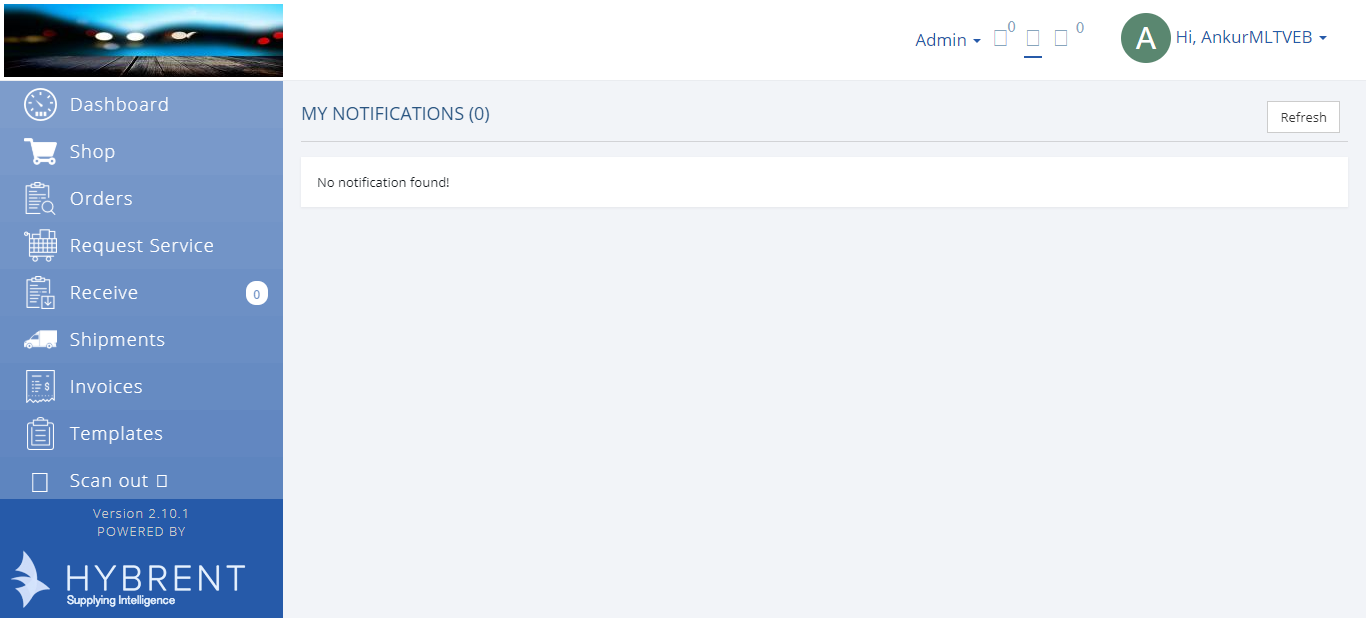 Admin 0 0 A Hi, AnkurMLTVEB
Dashboard
Shop
Orders
Request Service
Receive 0
Shipments
Invoices
Templates
Scan out
Version 2.10.1
POWERED BY
HYBRENT
Supplying Intelligence
MY NOTIFICATIONS (0)
Refresh
No notification found!